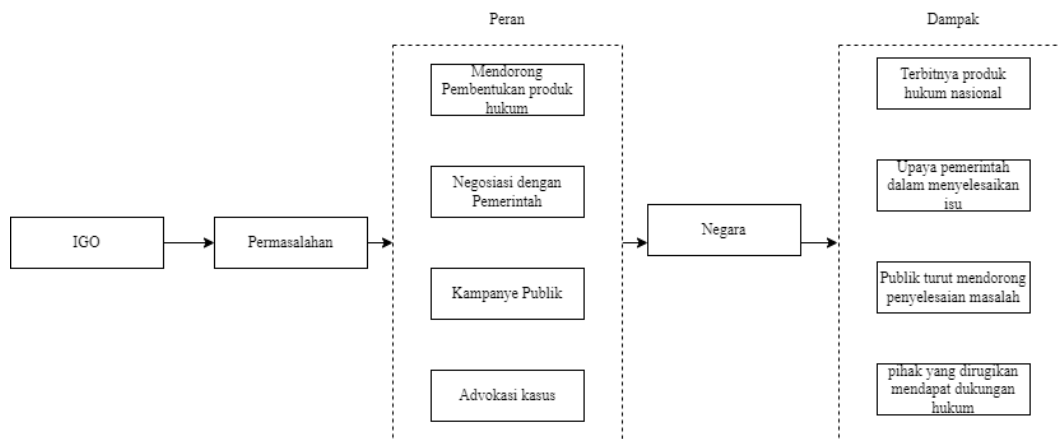 Peran
Dampak
Mendorong
Pembentukan produk
hukum
Terbitnya produk
hukum nasional
Negosiasi dengan
Pemerintah
Upaya pemerintah
dalam menyelesaikan
isu
IGO
Permasalahan
Negara
Kampanye Publik
Publik turut mendorong
penyelesaian masalah
Advokasi kasus
pihak yang dirugikan
mendapat dukungan
hukum